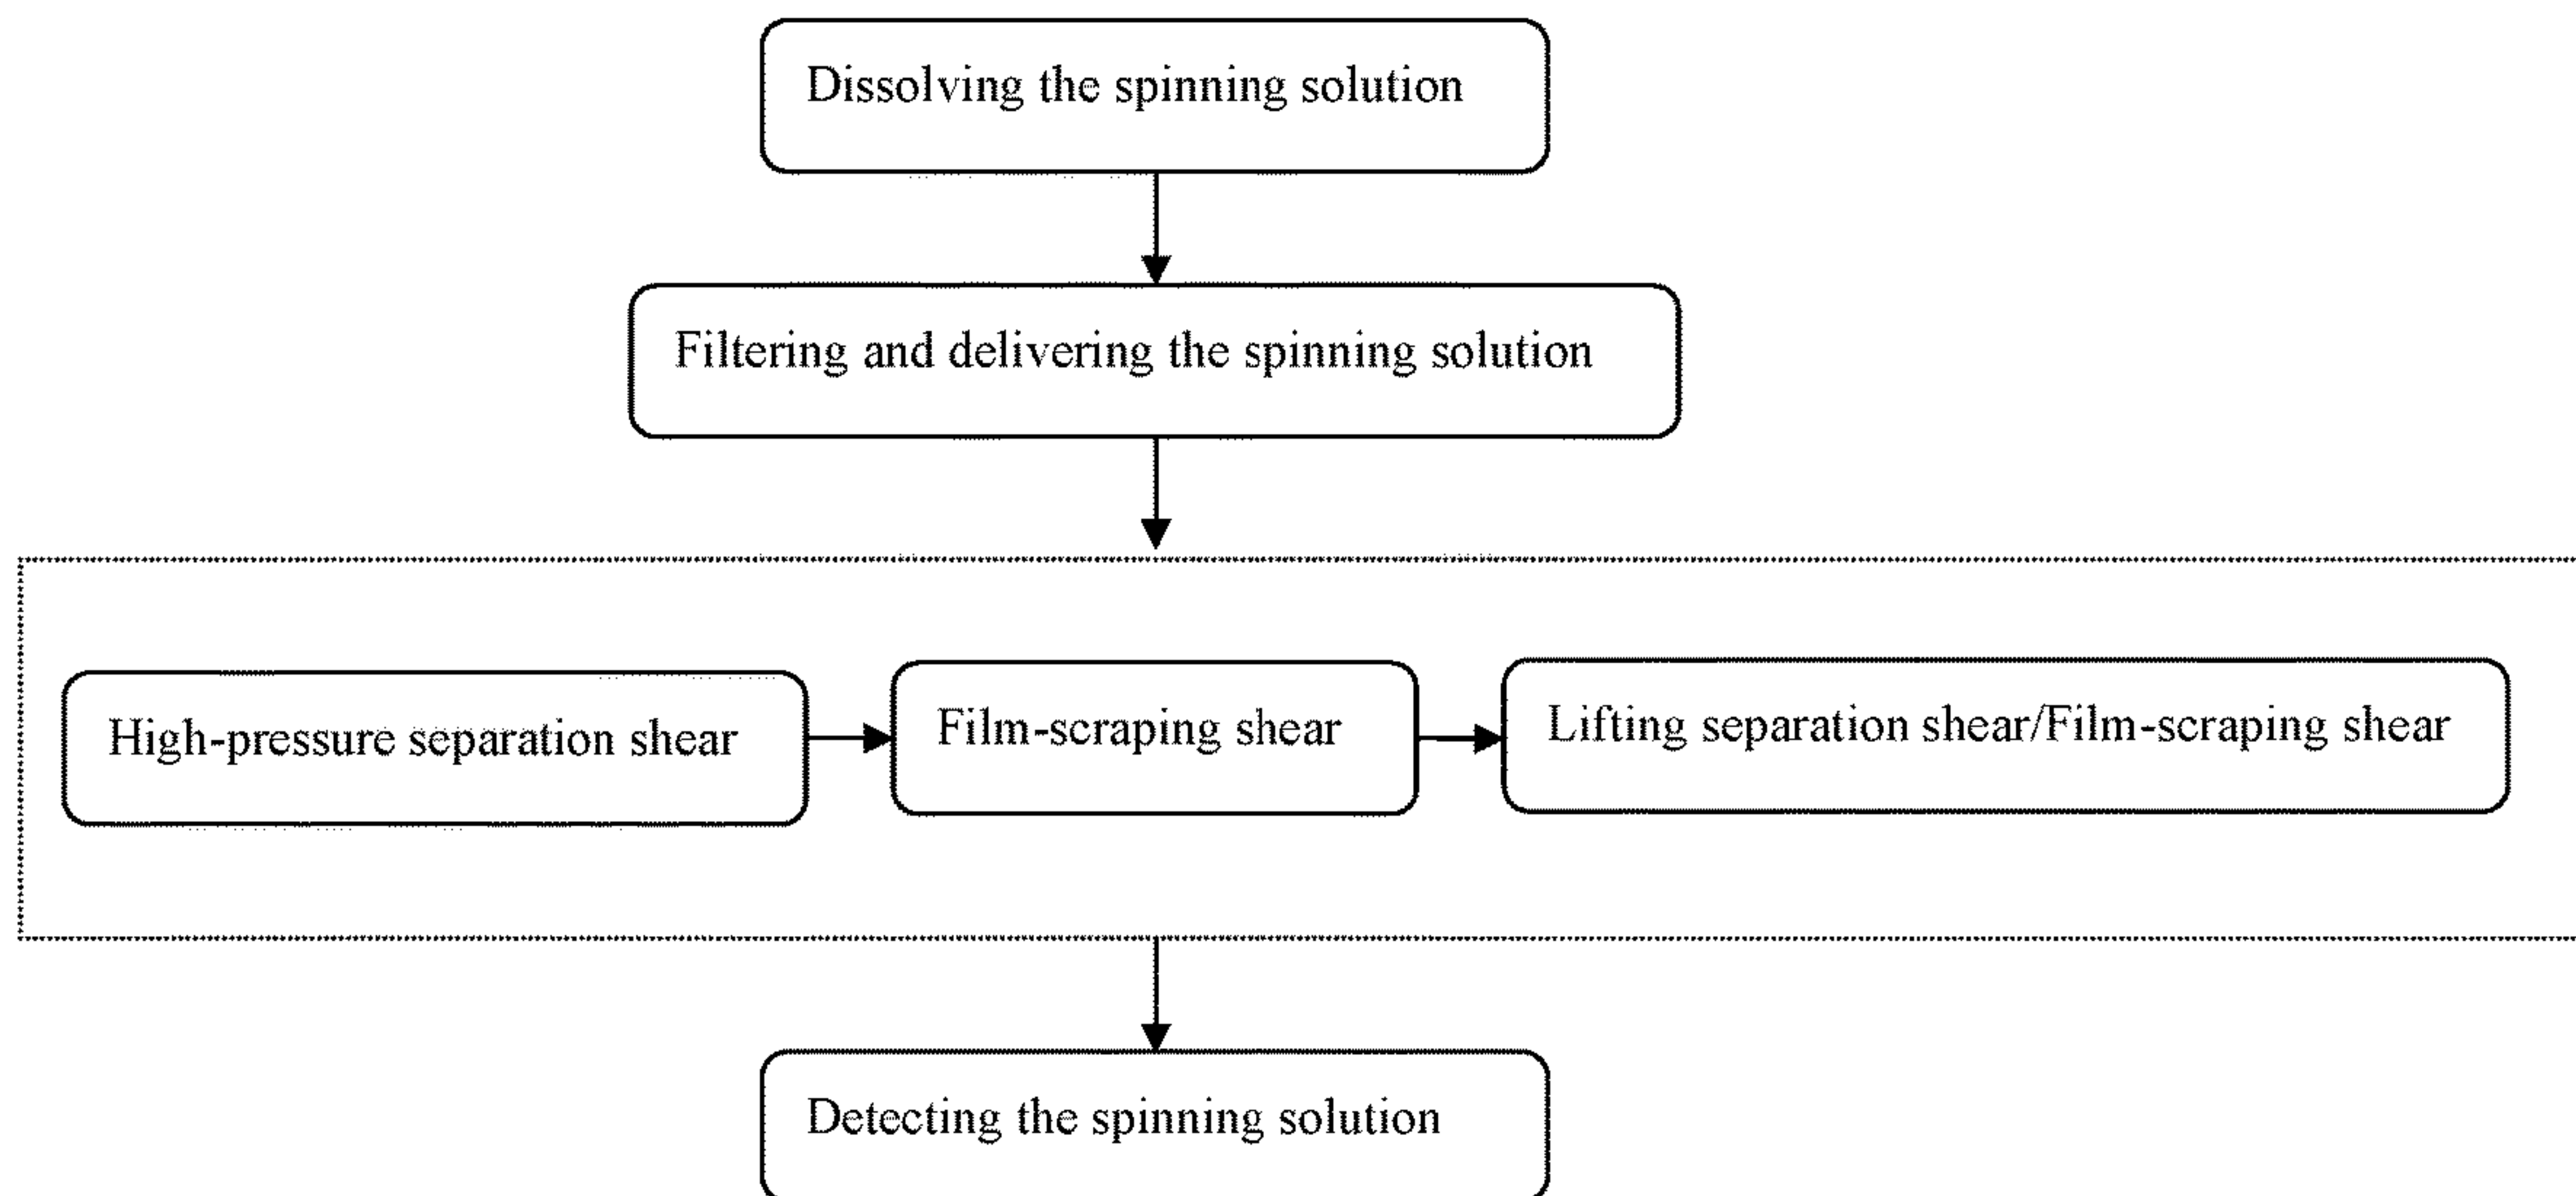 Dissolving the spinning solution
Filtering and delivering the spinning solution
High-pressure separation shear
Film-scraping shear
Lifting separation shear/Film-scraping shear
Detecting the spinning solution